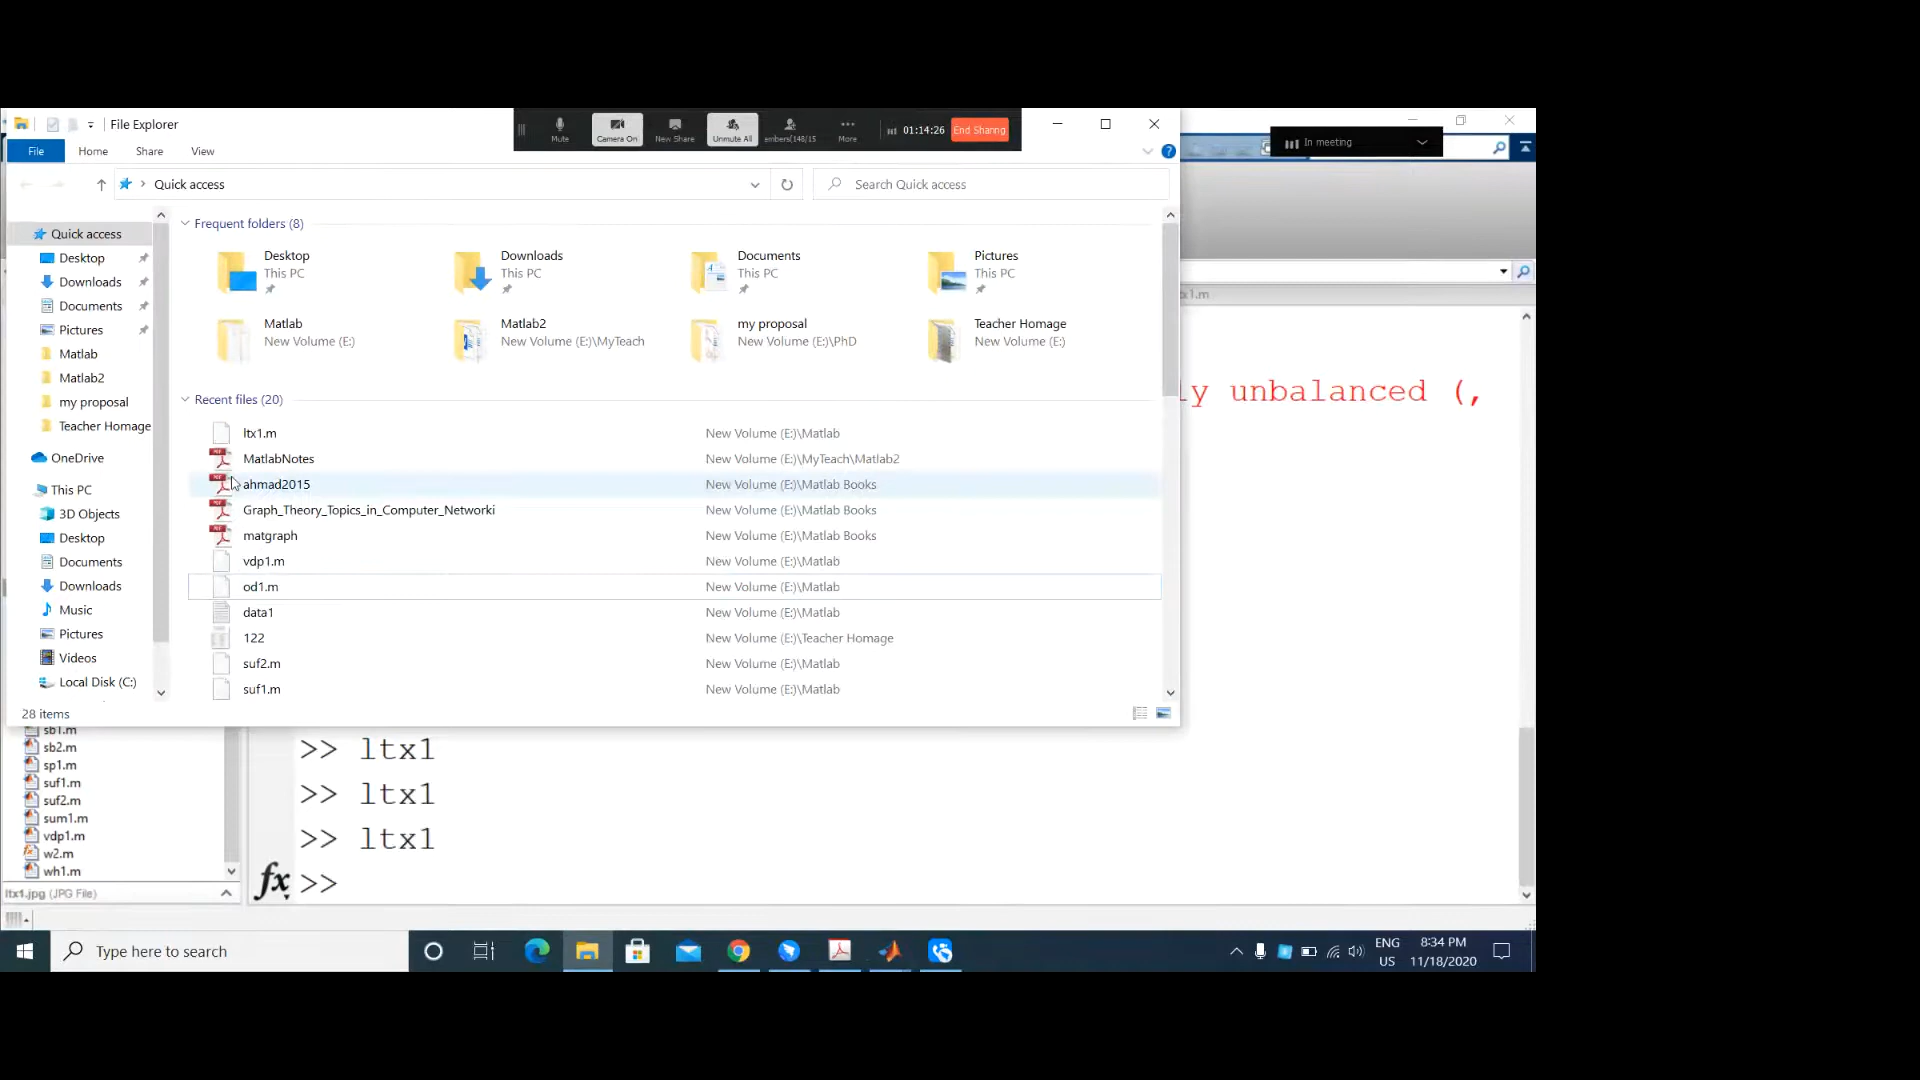 File Explorer
Mute
Camera On
New Share
Unmute All
embers(148/15
More
01:14:26
End Sharing
In meeting
File
Home
Share
View
Quick access
Search Quick access
Quick access
Desktop
Downloads
Documents
Pictures
Matlab
Matlab2
my proposal
Teacher Homage
OneDrive
This PC
3D Objects
Desktop
Documents
Downloads
Music
Pictures
Videos
Local Disk (C:)
Frequent folders (8)
Desktop
This PC
Downloads
This PC
Documents
This PC
Pictures
This PC
Matlab
New Volume (E:)
Matlab2
New Volume (E:)\MyTeach
my proposal
New Volume (E:)\PhD
Teacher Homage
New Volume (E:)
Recent files (20)
ltx1.m New Volume (E:)\Matlab
MatlabNotes New Volume (E:)\MyTeach\Matlab2
ahmad2015 New Volume (E:)\Matlab Books
Graph_Theory_Topics_in_Computer_Networki New Volume (E:)\Matlab Books
matgraph New Volume (E:)\Matlab Books
vdp1.m New Volume (E:)\Matlab
od1.m New Volume (E:)\Matlab
data1 New Volume (E:)\Matlab
122 New Volume (E:)\Teacher Homage
suf2.m New Volume (E:)\Matlab
suf1.m New Volume (E:)\Matlab
28 items
tx1.m
ly unbalanced (,
sb1.m
sb2.m
sp1.m
suf1.m
suf2.m
sum1.m
vdp1.m
w2.m
wh1.m
ltx1.jpg (JPG File)
>> ltx1
>> ltx1
>> ltx1
fx >>
Type here to search
ENG
US
8:34 PM
11/18/2020